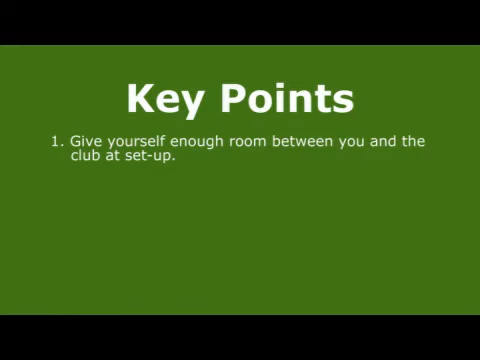 Key Points
1. Give yourself enough room between you and the
club at set-up.